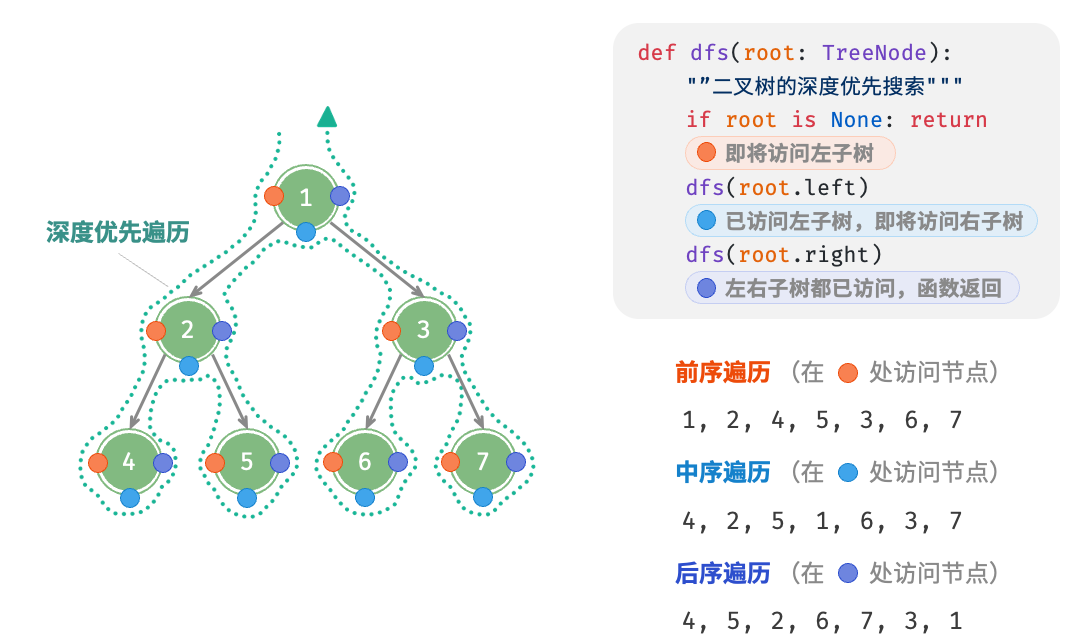 深度优先遍历
1
2
3
4
5
6
7
def dfs(root: TreeNode):
"”二叉树的深度优先搜索"""
if root is None: return
即将访问左子树
dfs(root.left)
已访问左子树，即将访问右子树
dfs(root.right)
左右子树都已访问，函数返回
前序遍历 （在 处访问节点）
1, 2, 4, 5, 3, 6, 7
中序遍历 （在 处访问节点）
4, 2, 5, 1, 6, 3, 7
后序遍历 （在 处访问节点）
4, 5, 2, 6, 7, 3, 1